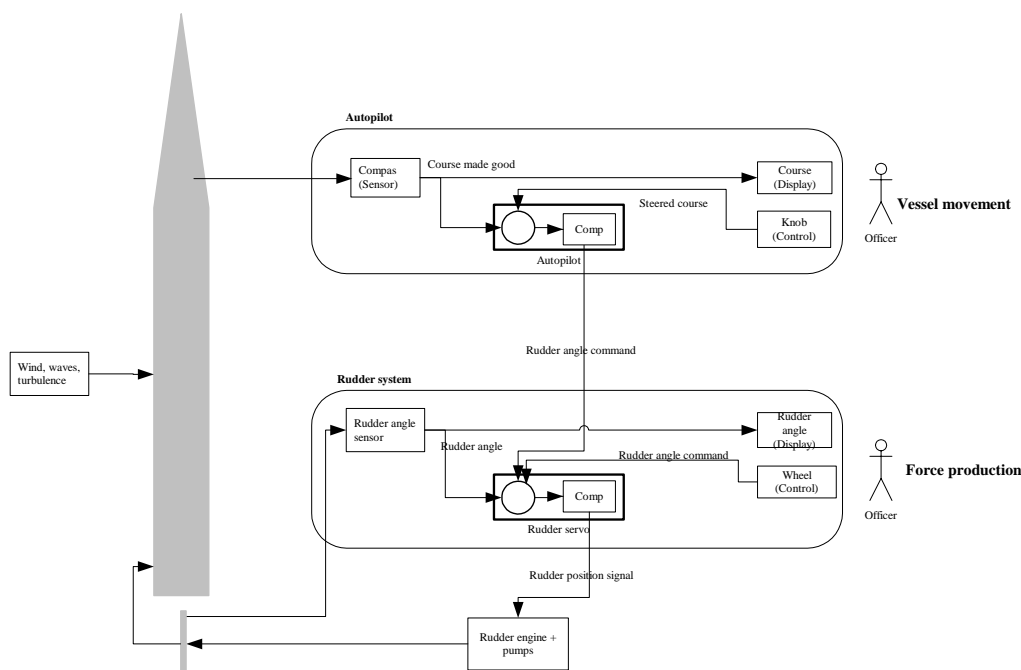 Autopilot
Compas
(Sensor)
Course made good
Course
(Display)
Steered course
Knob
(Control)
Officer
Vessel movement
Comp
Autopilot
Wind, waves,
turbulence
Rudder angle command
Rudder system
Rudder angle
sensor
Rudder angle
Rudder
angle
(Display)
Rudder angle command
Wheel
(Control)
Officer
Force production
Comp
Rudder servo
Rudder position signal
Rudder engine +
pumps